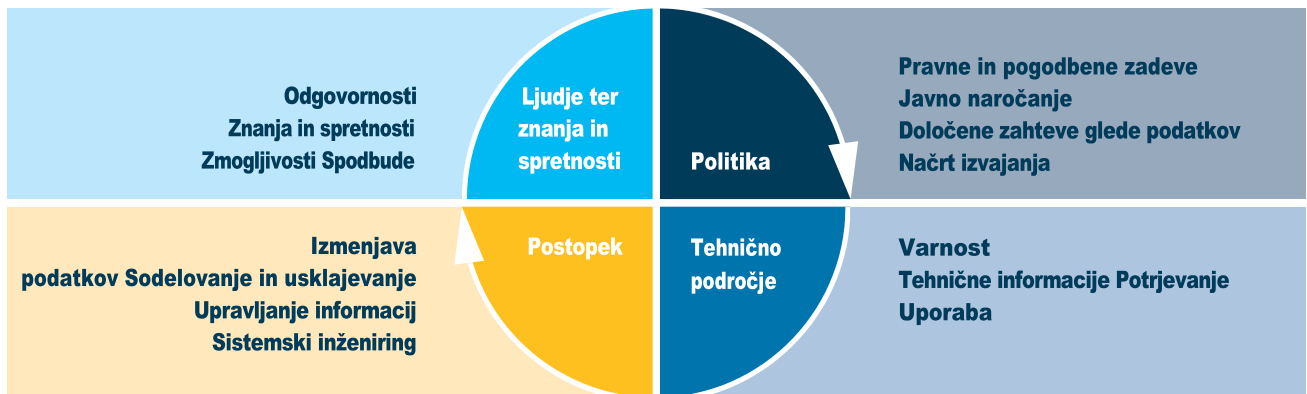 Odgovornosti
Znanja in spretnosti
Zmogljivosti Spodbude
Ljudje ter
znanja in
spretnosti
Politika
Pravne in pogodbene zadeve
Javno naročanje
Določene zahteve glede podatkov
Načrt izvajanja
Izmenjava
podatkov Sodelovanje in usklajevanje
Upravljanje informacij
Sistemski inženiring
Postopek
Tehnično
področje
Varnost
Tehnične informacije Potrjevanje
Uporaba